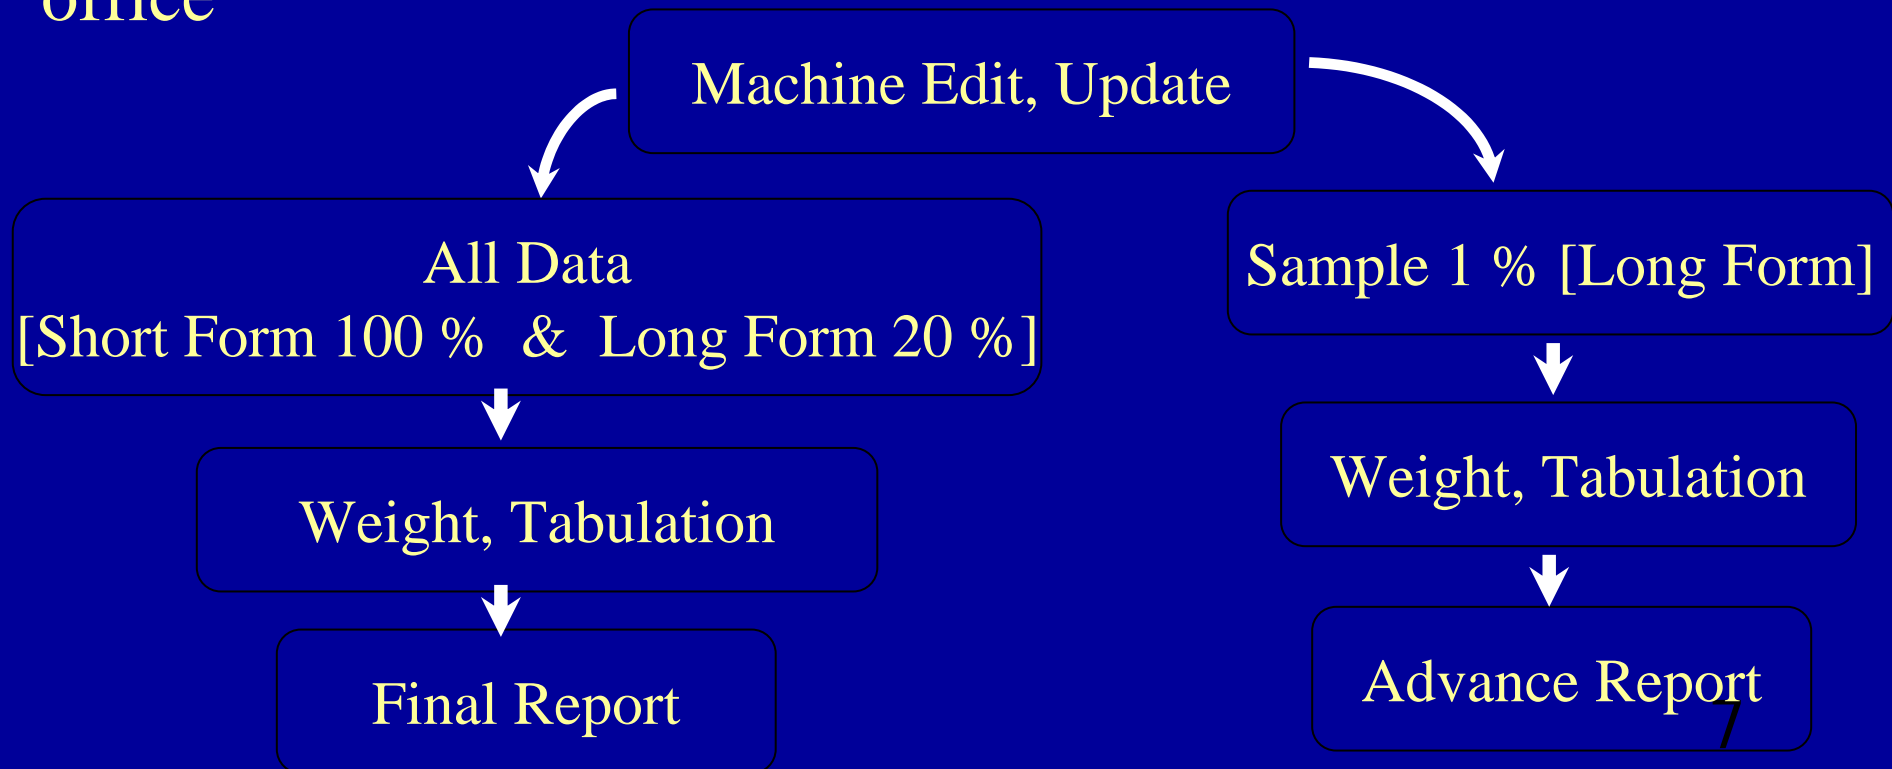 office
Machine Edit, Update
All Data
[Short Form 100 % & Long Form 20 %]
Sample 1 % [Long Form]
Weight, Tabulation
Weight, Tabulation
Final Report
Advance Report
7